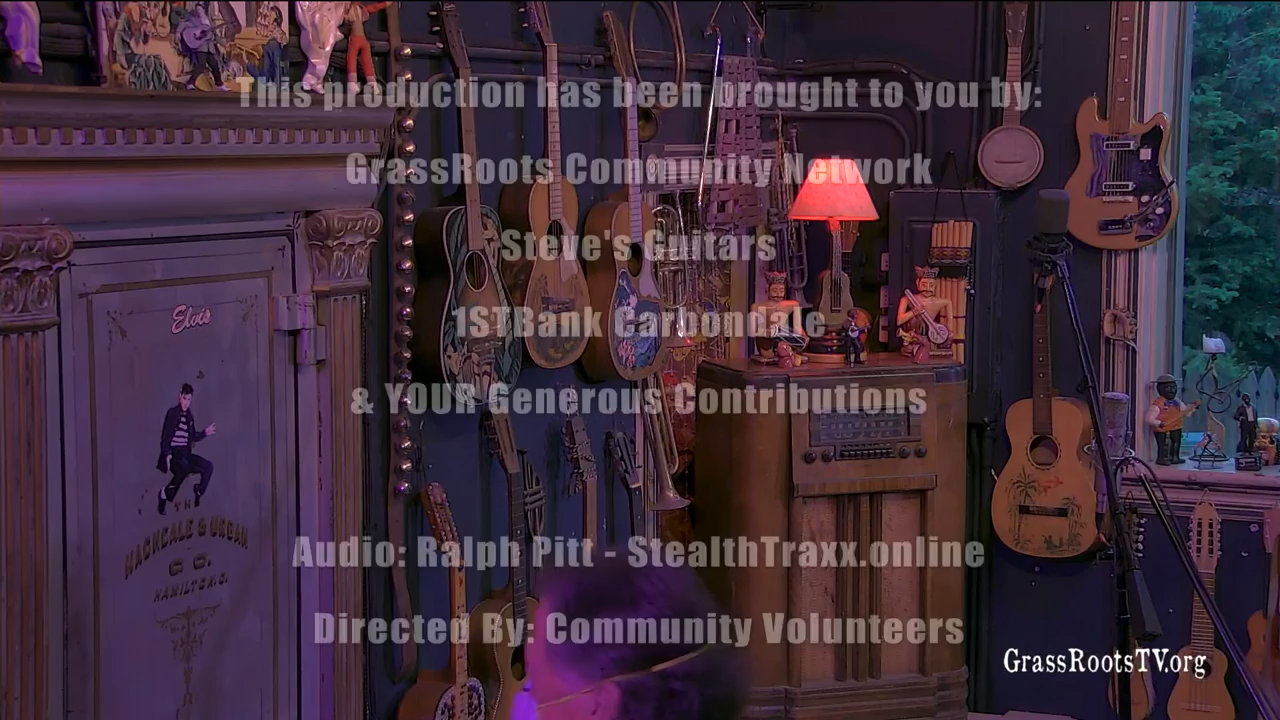 This production has been brought to you by:
GrassRoots Community Network
Steve's Guitars
1STBank Carbondale
& YOUR Generous Contributions
Audio: Ralph Pitt - StealthTraxx.online
Directed By: Community Volunteers
GrassRootsTV.org
Elvis
& URBAN
CO.
HAMILTON, O.